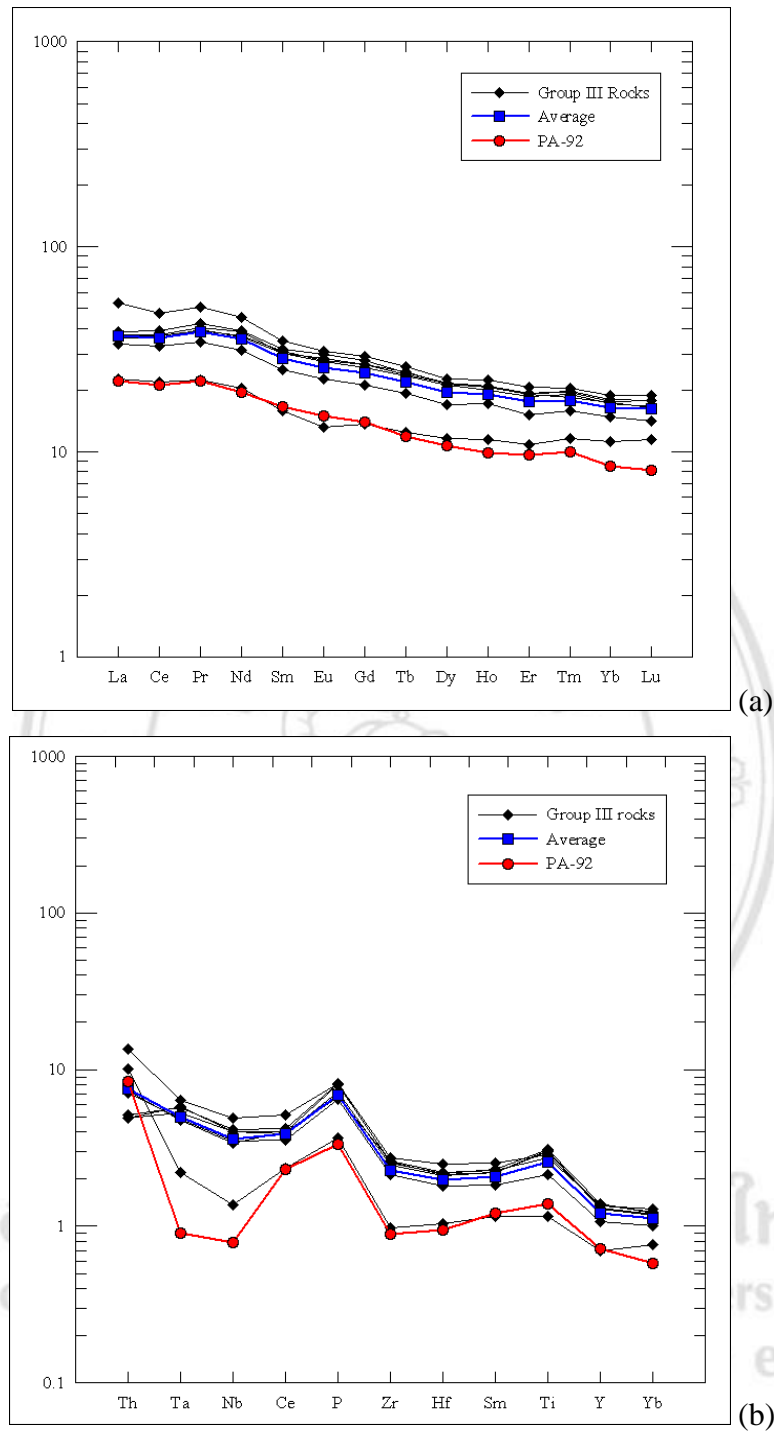 1000
100
10
1
Group III Rocks
Average
PA-92
La Ce Pr Nd Sm Eu Gd Tb Dy Ho Er Tm Yb Lu
(a)
1000
100
10
1
0.1
Group III rocks
Average
PA-92
Th Ta Nb Ce P Zr Hf Sm Ti Y Yb
(b)